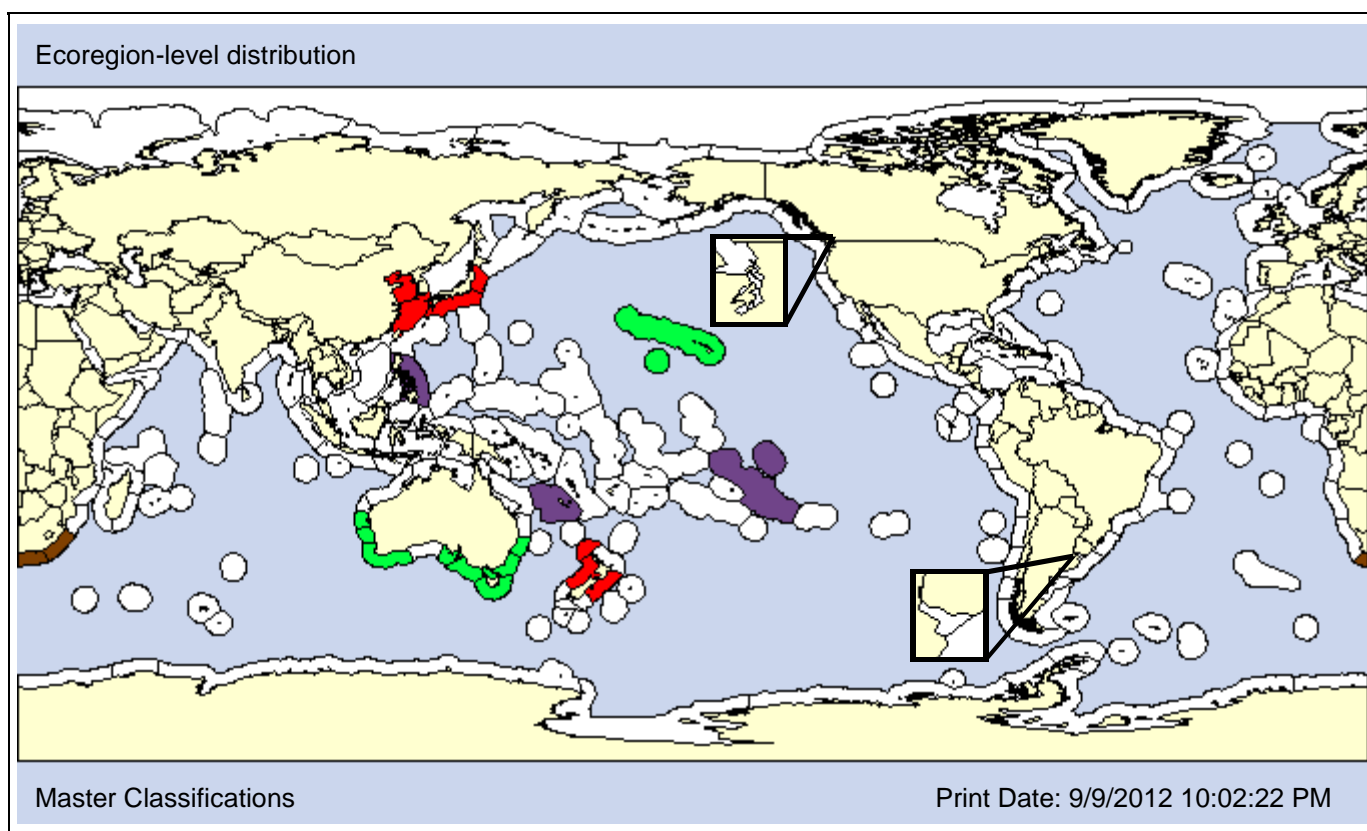 Ecoregion-level distribution
Master Classifications
Print Date: 9/9/2012 10:02:22 PM